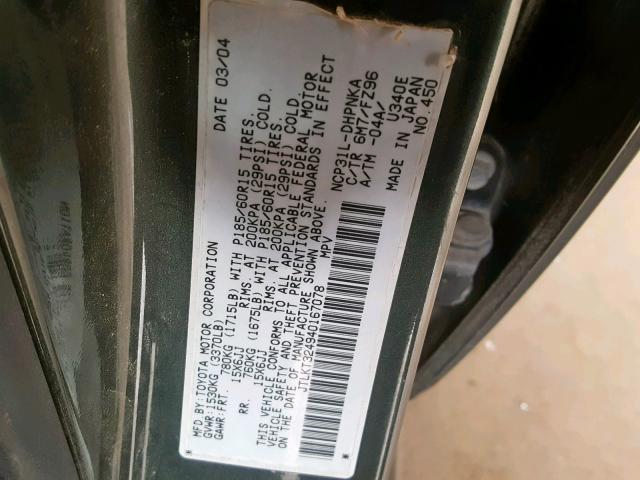 MFD.BY:TOYOTA MOTOR CORPORATION DATE 03/04
GVWR:1530KG (3370LB)
GAWR:FRT. 780KG (1715LB) WITH P185/60R15 TIRES.
15X6JJ RIMS. AT 200KPA (29PSI) COLD.
RR. 760KG (1675LB) WITH P185/60R15 TIRES.
15X6JJ RIMS. AT 200KPA (29PSI) COLD.
THIS VEHICLE CONFORMS TO ALL APPLICABLE FEDERAL MOTOR
VEHICLE SAFETY AND THEFT PREVENTION STANDARDS IN EFFECT
ON THE DATE OF MANUFACTURE SHOWN ABOVE.
JTLKT324940167078 MPV
NCP31L-DHPNKA
C/TR 6M7/FZ96
A/TM -04A/ U340E
MADE IN JAPAN
NO. 450